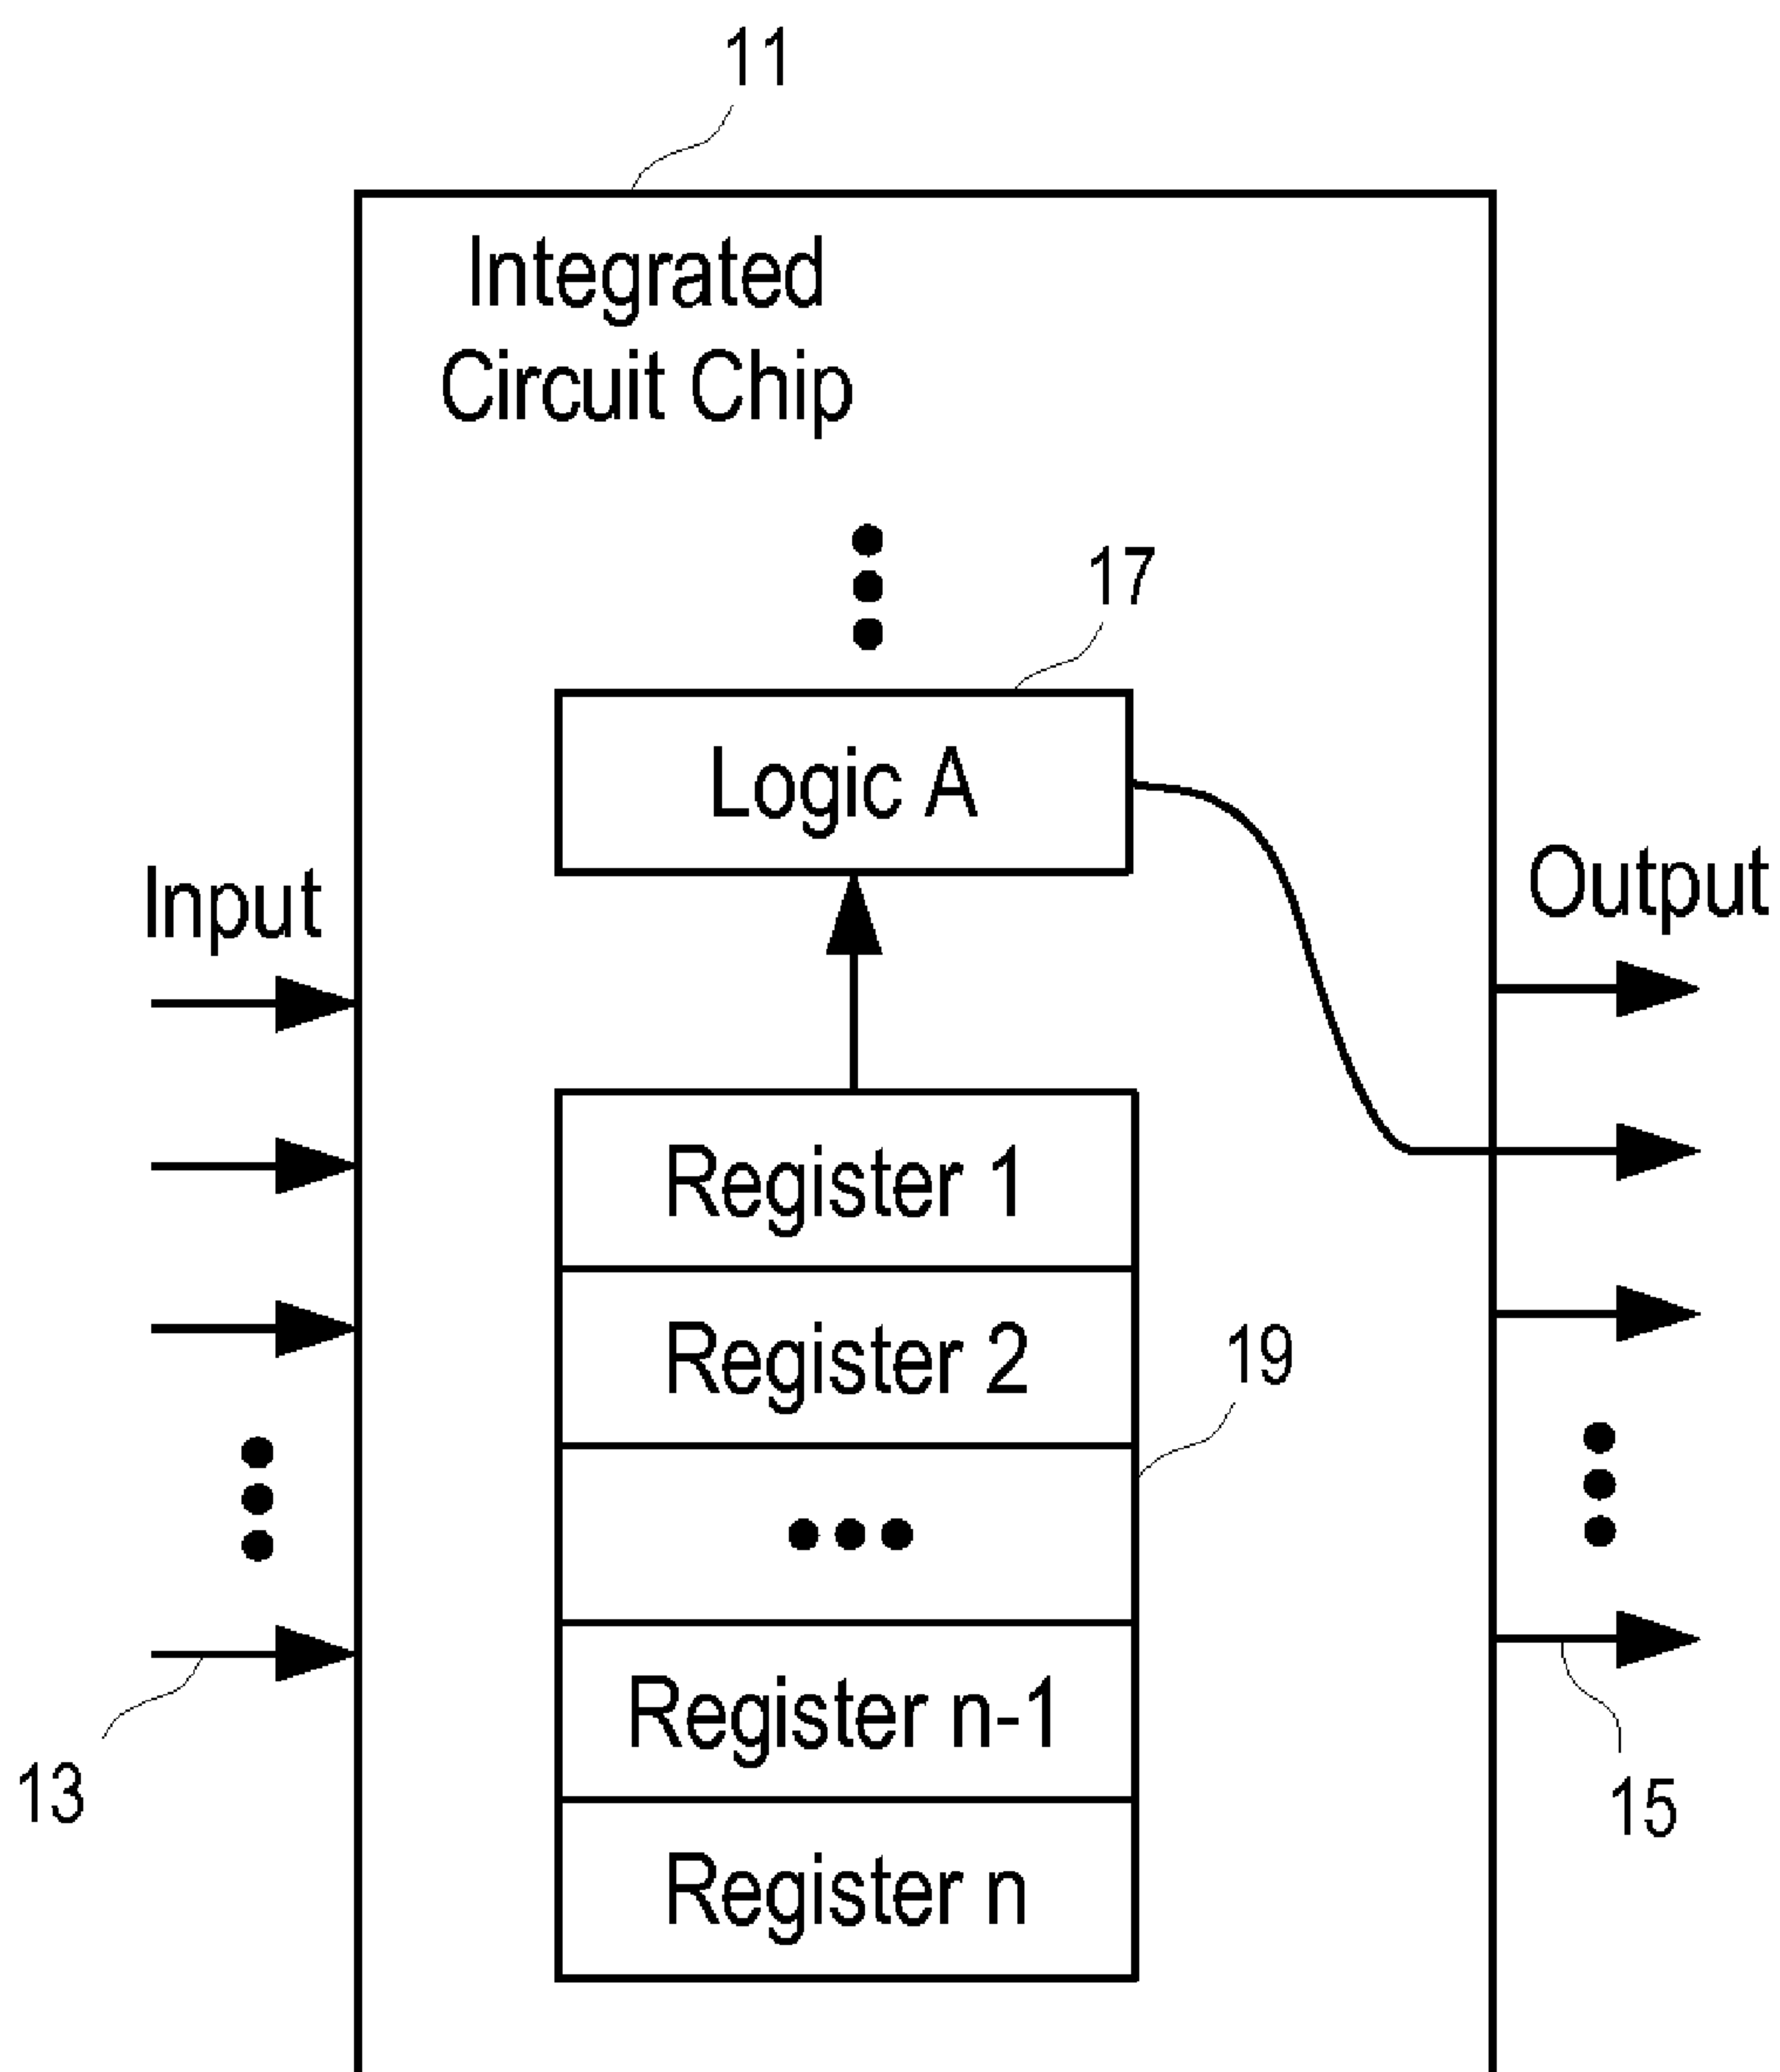 11
Integrated
Circuit Chip
17
Logic A
Input
Output
Register 1
Register 2
19
Register n-1
Register n
13
15